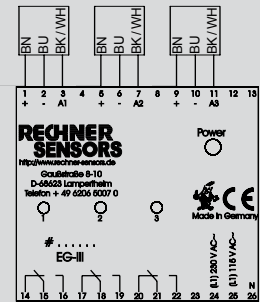 BN BU BK / WH BN BU BK / WH BN BU BK / WH
1 2 3 4 5 6 7 8 9 10 11 12 13
+ - A1 + - A2 + - A3
RECHNER
SENSORS
http://www.rechner-sensors.de
Gaußstraße 8-10
D-68623 Lampertheim
Telefon + 49 6206 5007 0
Power
1 2 3
CE
Made in Germany
# . . . . . .
EG-III
(L1) 230 V AC~
(L1) 115 V AC~
N
14 15 16 17 18 19 20 21 22 23 24 25 26